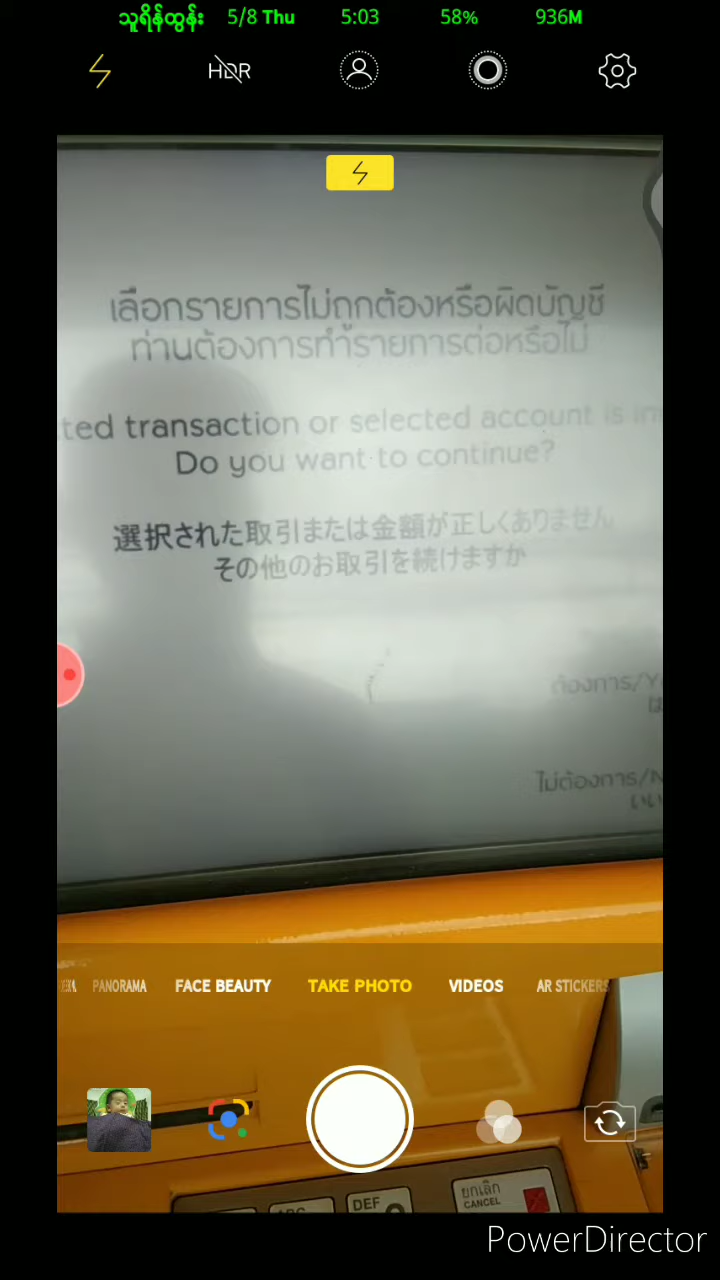 သူရိန်ထွန်း 5/8 Thu 5:03 58% 936M
HDR
เลือกรายการไม่ถูกต้องหรือผิดบัญชี
ท่านต้องการทำรายการต่อหรือไม่
transaction or selected account is
Do you want to continue?
選択された取引または金額が正しくありません
その他のお取引を続けますか
ต้องการ/
は
ไม่ต้องการ/
いい
PANORAMA FACE BEAUTY TAKE PHOTO VIDEOS AR STICKERS
ABC DEF ยกเลิก
CANCEL
PowerDirector